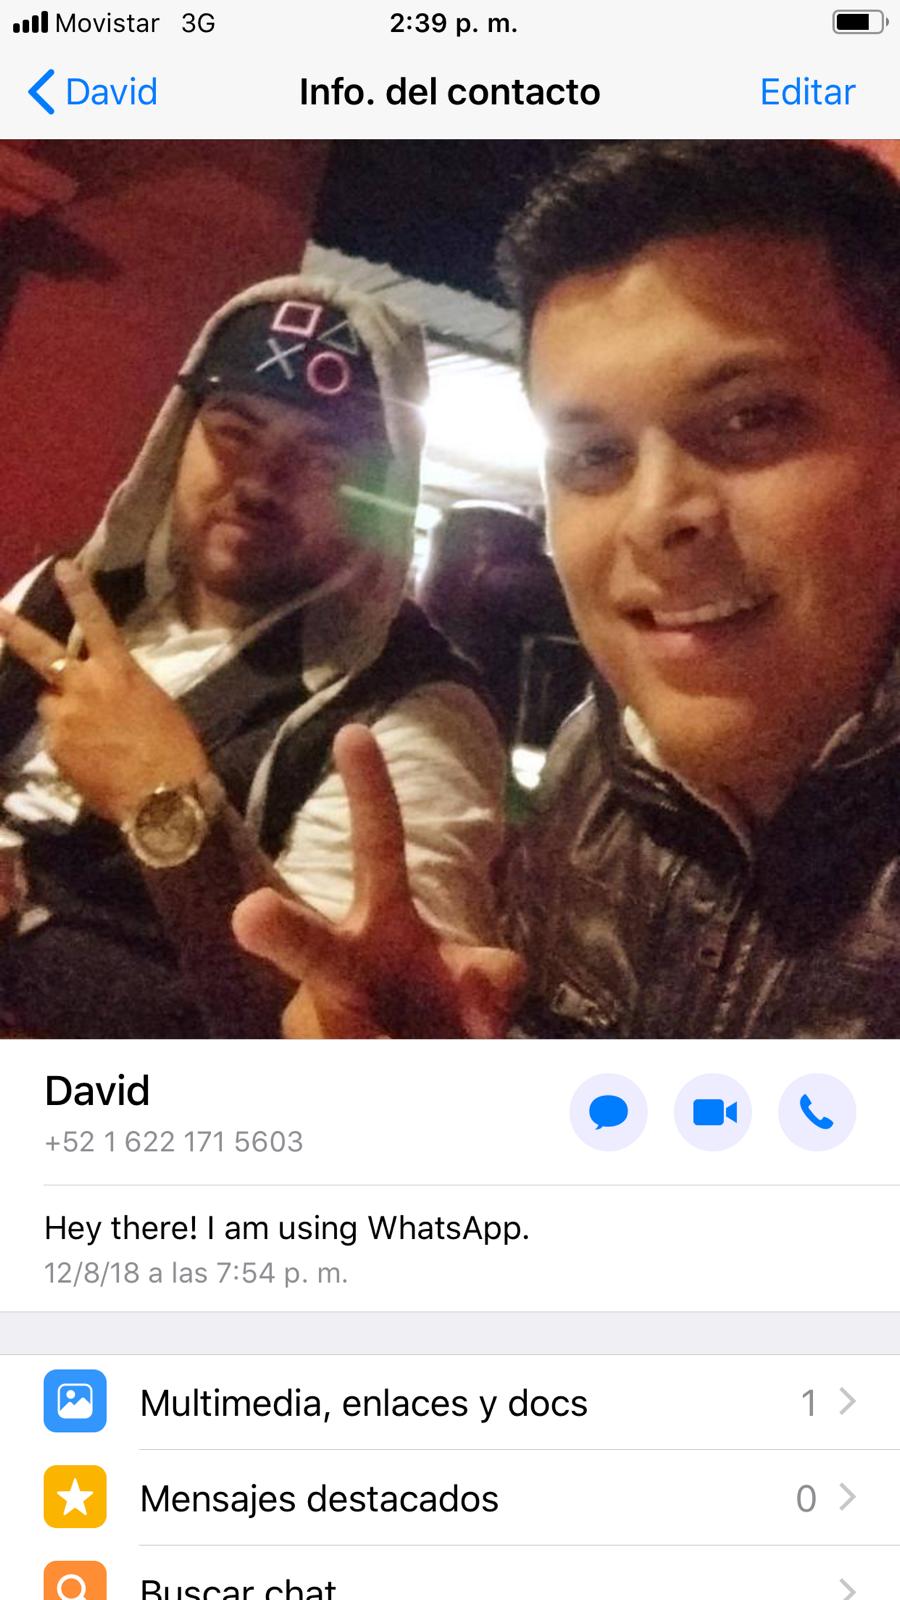 Movistar 3G 2:39 p. m.
David Info. del contacto Editar
David
+52 1 622 171 5603
Hey there! I am using WhatsApp.
12/8/18 a las 7:54 p. m.
Multimedia, enlaces y docs 1
Mensajes destacados 0
Buscar chat